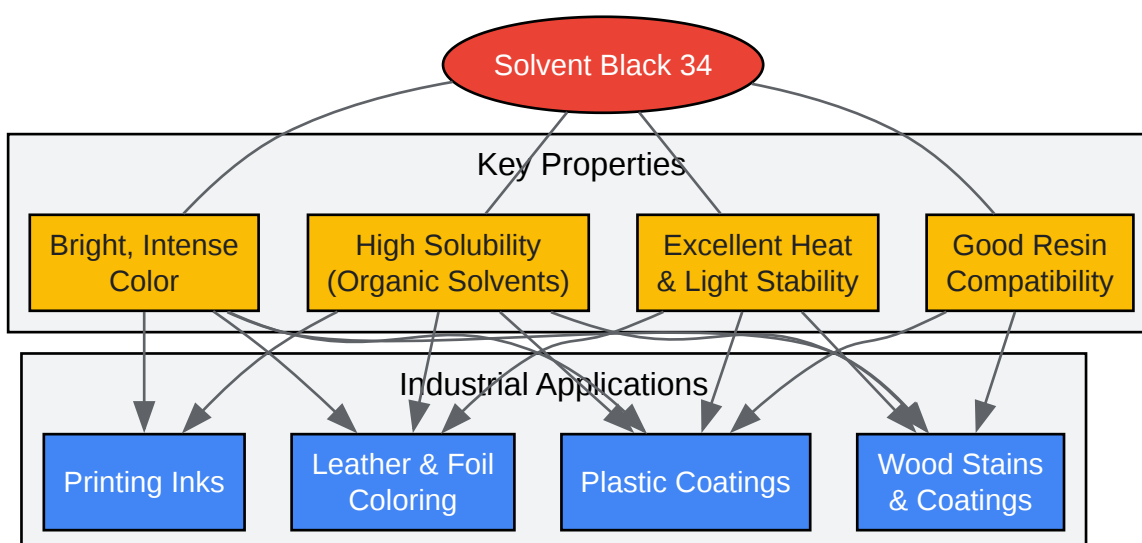 Solvent Black 34
Key Properties
Bright, Intense
Color
High Solubility
(Organic Solvents)
Excellent Heat
& Light Stability
Good Resin
Compatibility
Industrial Applications
Printing Inks
Leather & Foil
Coloring
Plastic Coatings
Wood Stains
& Coatings